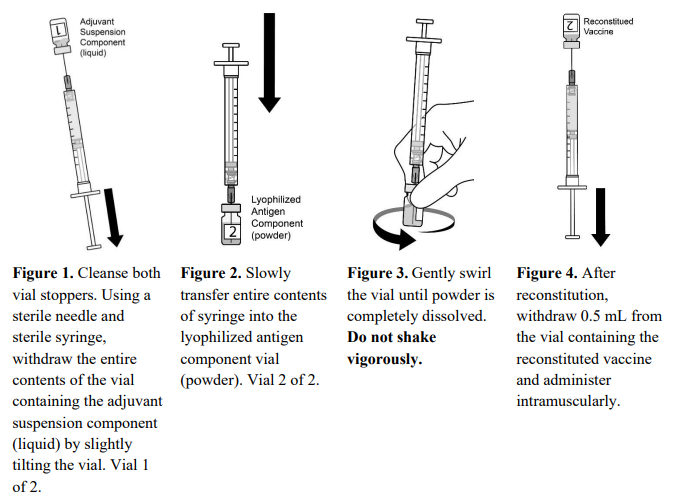 Adjuvant
Suspension
Component
(liquid)
1
Lyophilized
Antigen
Component
(powder)
2
Reconstitued
Vaccine
2
Figure 1. Cleanse both
vial stoppers. Using a
sterile needle and
sterile syringe,
withdraw the entire
contents of the vial
containing the adjuvant
suspension component
(liquid) by slightly
tilting the vial. Vial 1
of 2.
Figure 2. Slowly
transfer entire contents
of syringe into the
lyophilized antigen
component vial
(powder). Vial 2 of 2.
Figure 3. Gently swirl
the vial until powder is
completely dissolved.
Do not shake
vigorously.
Figure 4. After
reconstitution,
withdraw 0.5 mL from
the vial containing the
reconstituted vaccine
and administer
intramuscularly.